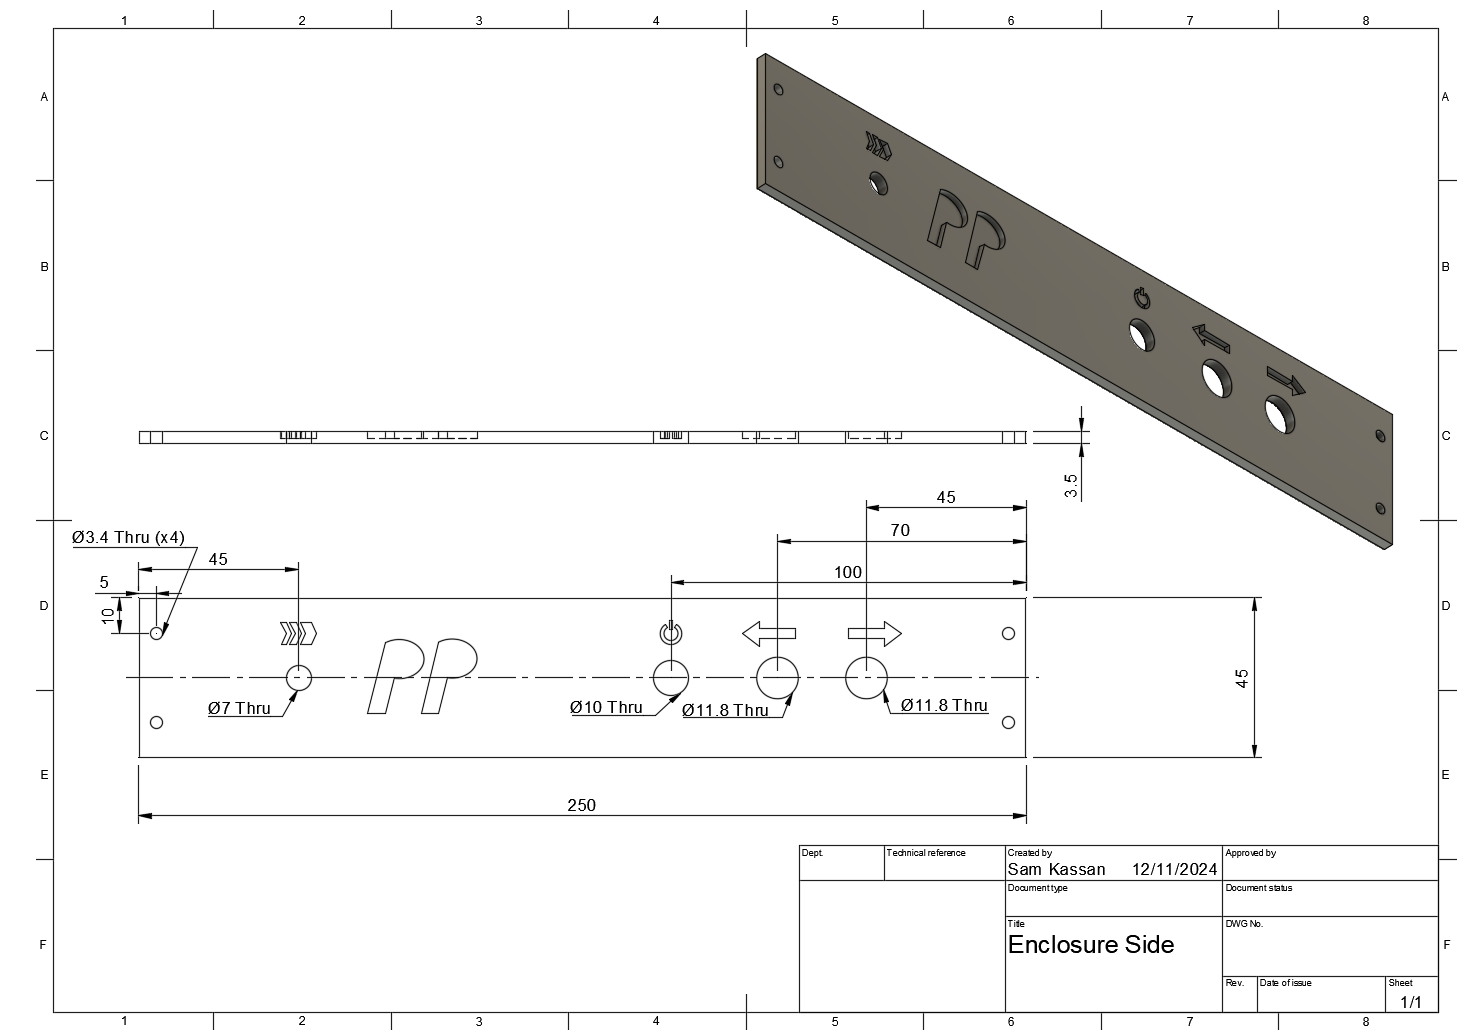 1 2 3 4 5 6 7 8
A A
B B
C C
3.5
45
Ø3.4 Thru (x4)
70
45
100
5
10
D D
PP
45
Ø7 Thru
Ø10 Thru
Ø11.8 Thru
Ø11.8 Thru
E E
250
Dept.
Technical reference
Created by
Approved by
Sam Kassan 12/11/2024
Document type
Document status
Title
DWG No.
Enclosure Side
F F
Rev.
Date of issue
Sheet
1/1
1 2 3 4 5 6 7 8